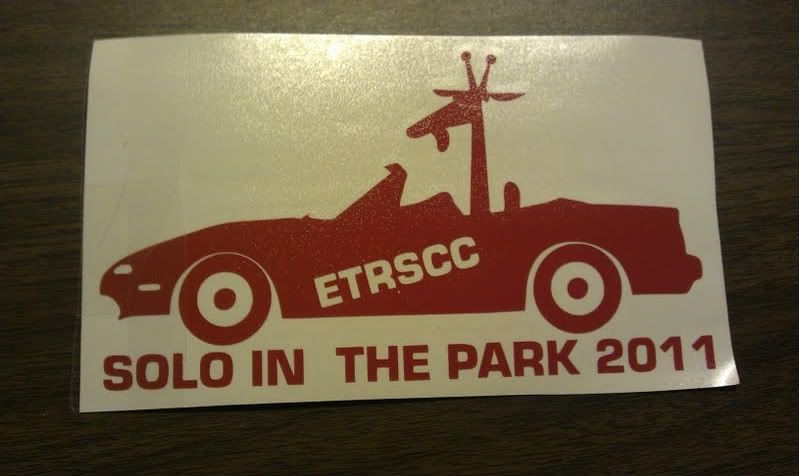 ETRSCC
SOLO IN THE PARK 2011